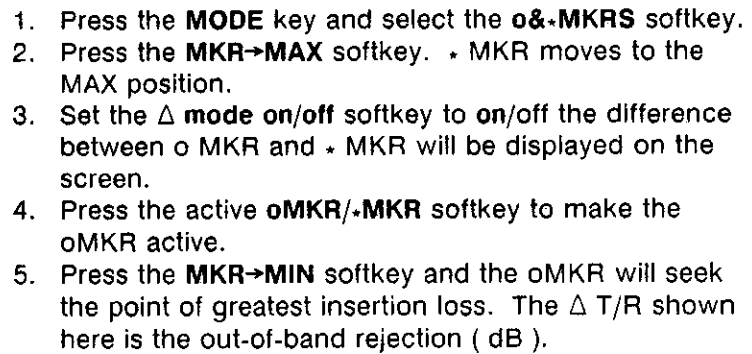 1. Press the MODE key and select the o&*MKRS softkey.
2. Press the MKR→MAX softkey. * MKR moves to the
MAX position.
3. Set the Δ mode on/off softkey to on/off the difference
between o MKR and * MKR will be displayed on the
screen.
4. Press the active oMKR/*MKR softkey to make the
oMKR active.
5. Press the MKR→MIN softkey and the oMKR will seek
the point of greatest insertion loss. The Δ T/R shown
here is the out-of-band rejection ( dB ).